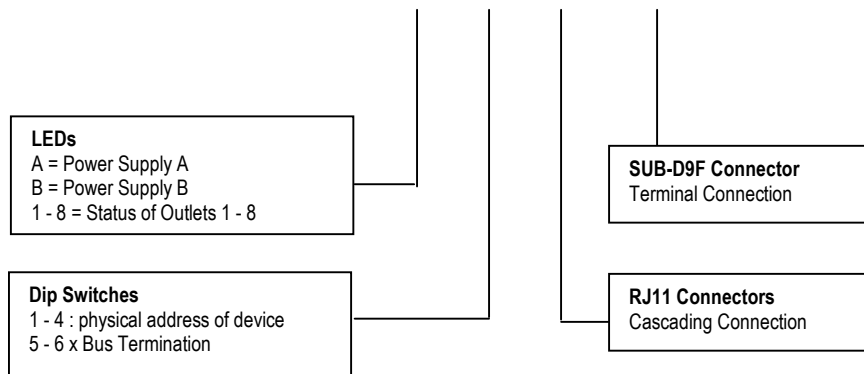 LEDs
A = Power Supply A
B = Power Supply B
1 - 8 = Status of Outlets 1 - 8
SUB-D9F Connector
Terminal Connection
Dip Switches
1 - 4 : physical address of device
5 - 6 x Bus Termination
RJ11 Connectors
Cascading Connection